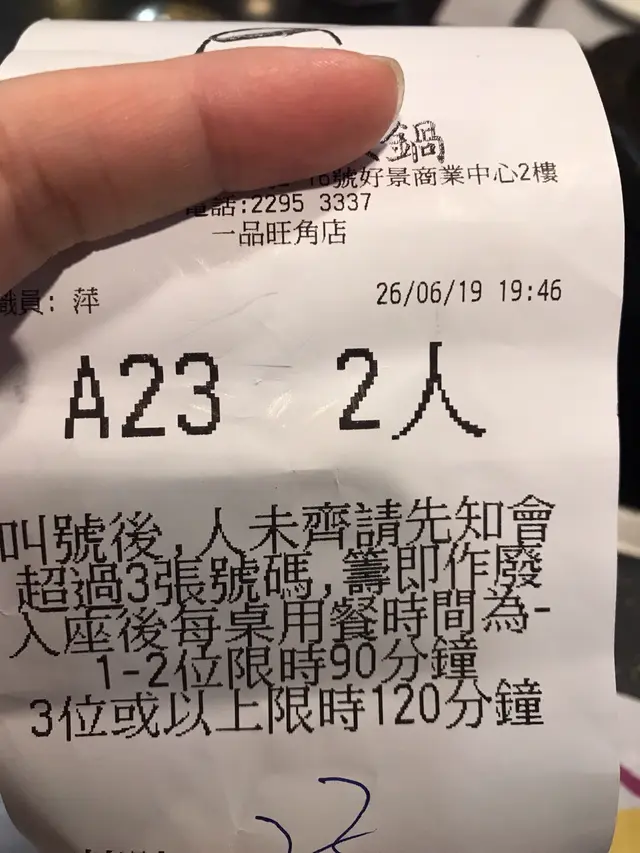 鍋
16號好景商業中心2樓
電話:2295 3337
一品旺角店
職員: 萍
26/06/19 19:46
A23 2人
叫號後,人未齊請先知會
超過3張號碼,籌即作廢
入座後每桌用餐時間為-
1-2位限時90分鐘
3位或以上限時120分鐘